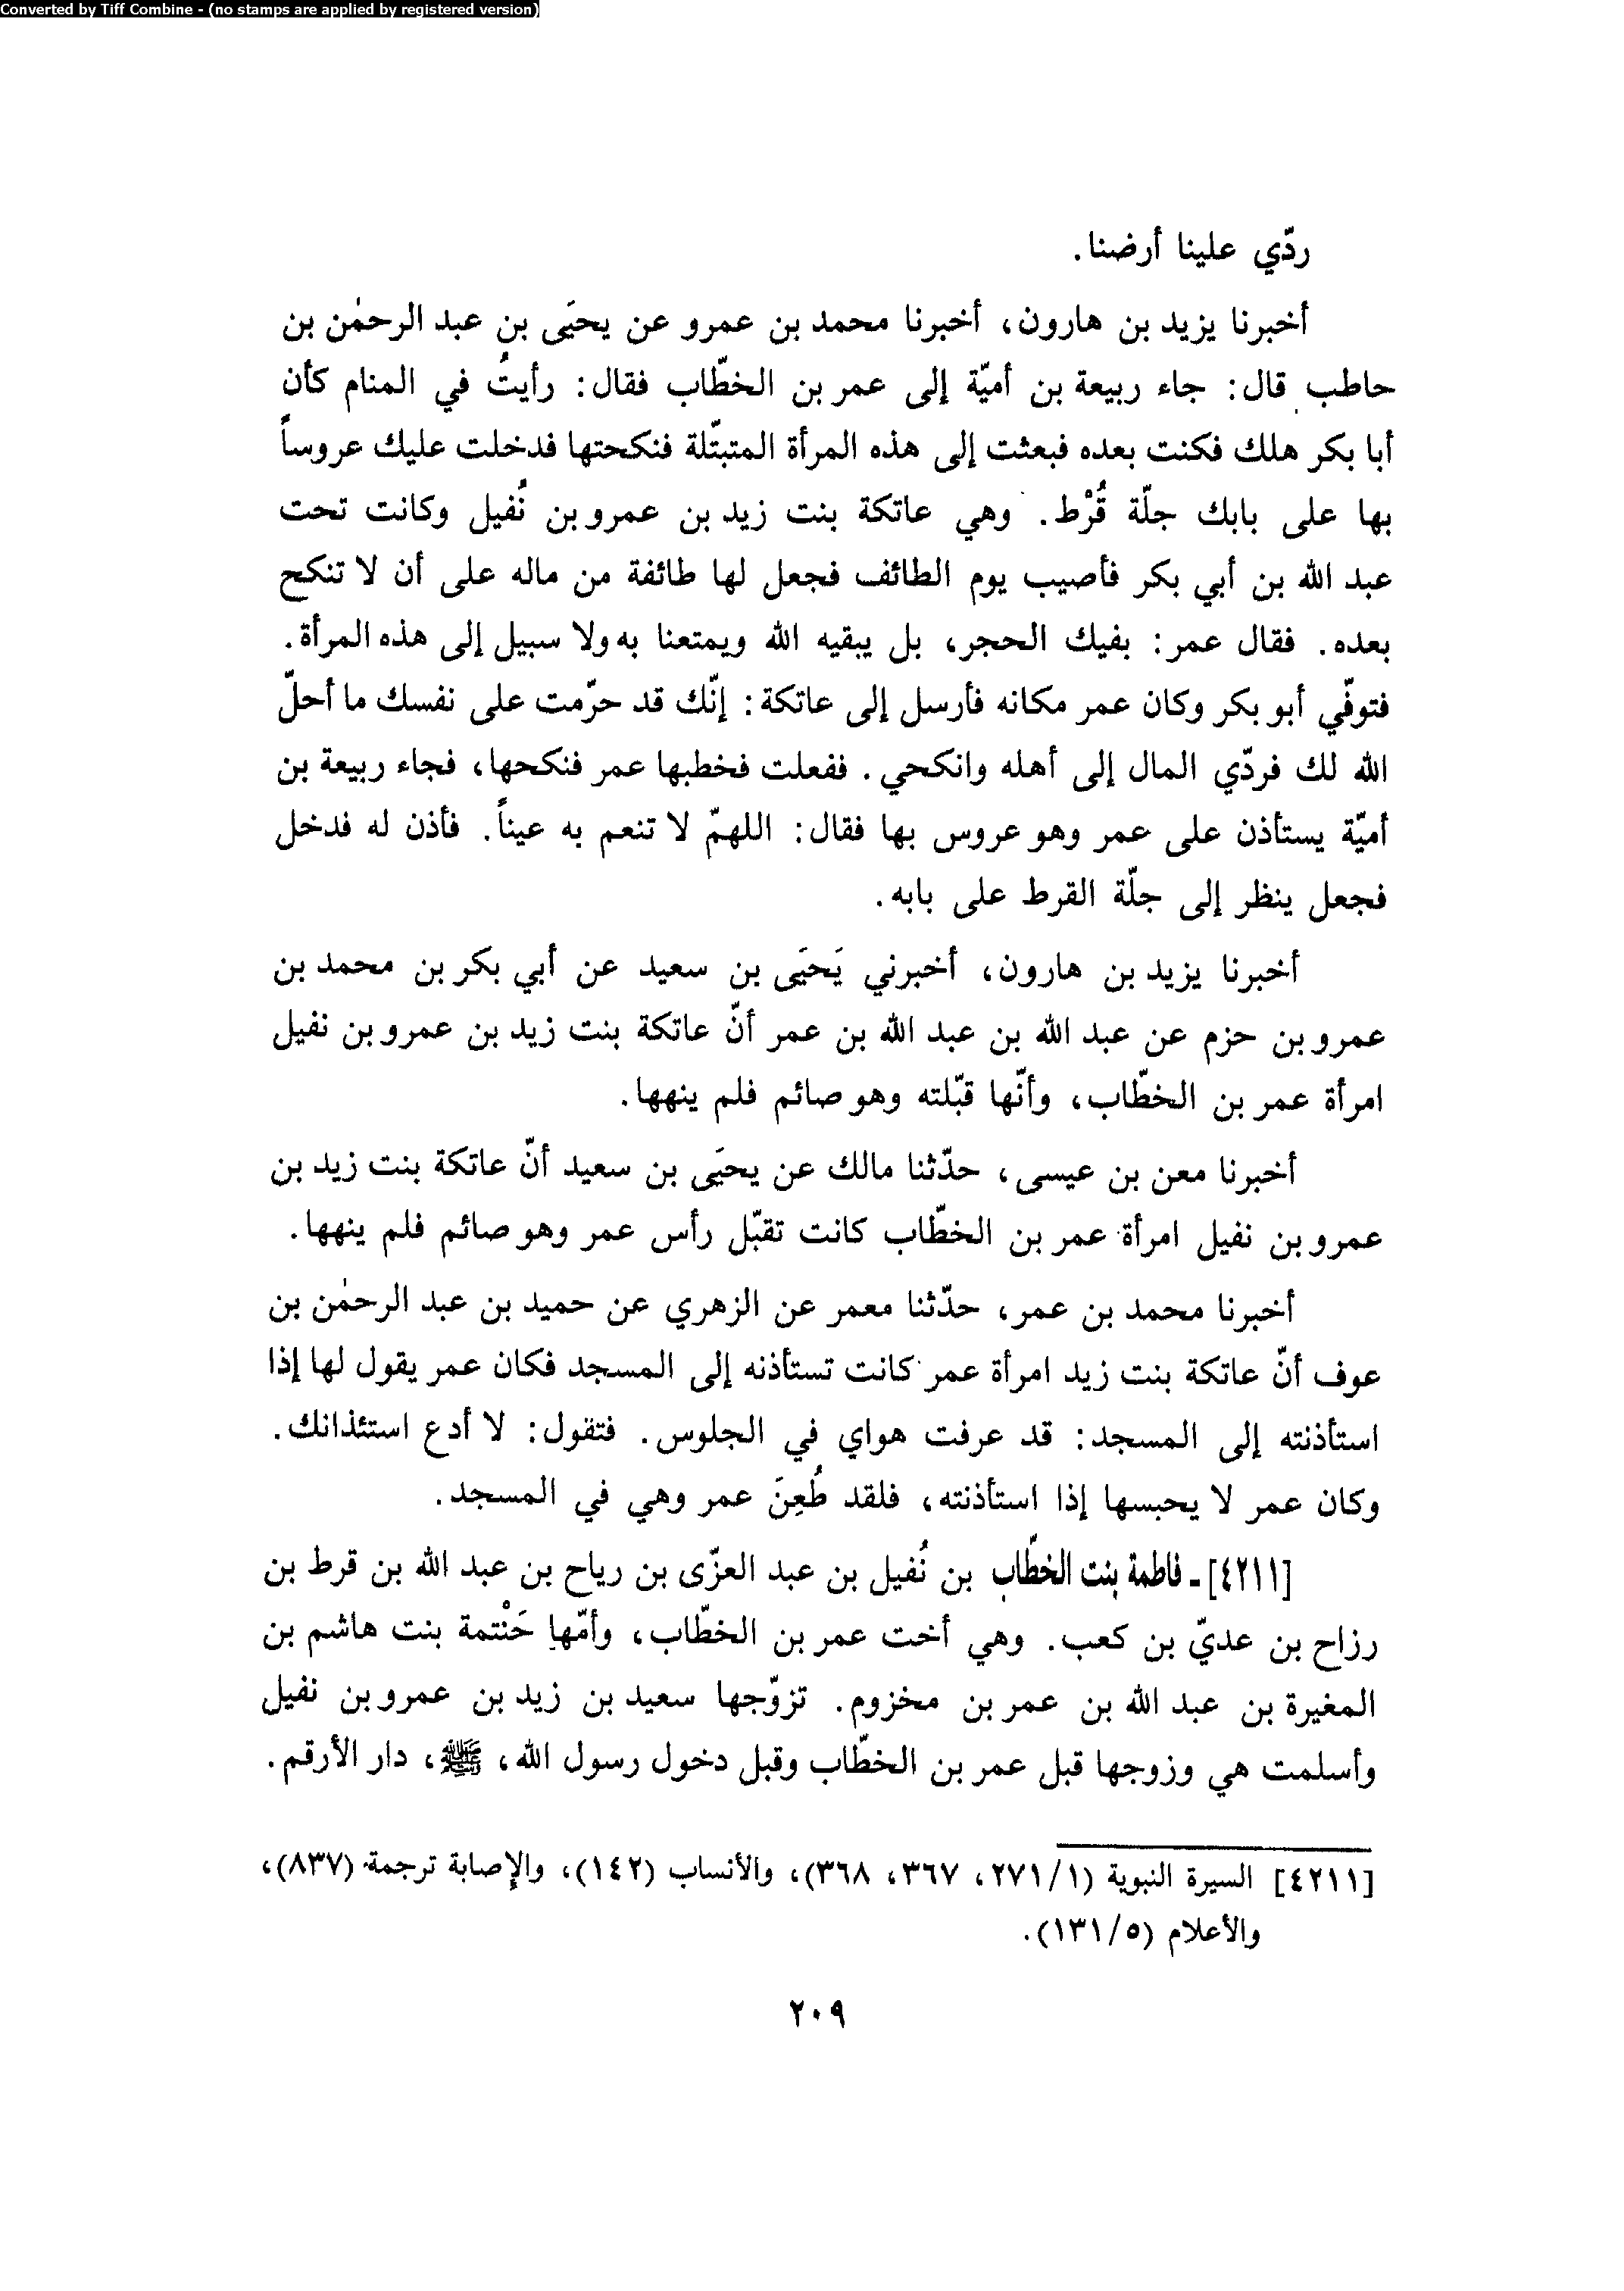 Converted by Tiff Combine - (no stamps are applied by registered version)
ردّي علينا أرضنا.
أخبرنا يزيد بن هارون، أخبرنا محمد بن عمرو عن يحيَى بن عبد الرحمٰن بن
حاطب قال: جاء ربيعة بن أميّة إلى عمر بن الخطّاب فقال: رأيتُ في المنام كأن
أبا بكر هلك فكنت بعده فبعثت إلى هذه المرأة المتبتّلة فنكحتها فدخلت عليك عروساً
بها على بابك جلّة قُرْط. وهي عاتكة بنت زيد بن عمرو بن نُفيل وكانت تحت
عبد الله بن أبي بكر فأصيب يوم الطائف فجعل لها طائفة من ماله على أن لا تنكح
بعده. فقال عمر: بفيك الحجر، بل يبقيه الله ويمتعنا به ولا سبيل إلى هذه المرأة.
فتوفّي أبو بكر وكان عمر مكانه فأرسل إلى عاتكة: إنّك قد حرّمت على نفسك ما أحلّ
الله لك فردّي المال إلى أهله وانكحي. ففعلت فخطبها عمر فنكحها، فجاء ربيعة بن
أميّة يستأذن على عمر وهو عروس بها فقال: اللهمّ لا تنعم به عيناً. فأذن له فدخل
فجعل ينظر إلى جلّة القرط على بابه.
أخبرنا يزيد بن هارون، أخبرني يَحيَى بن سعيد عن أبي بكر بن محمد بن
عمرو بن حزم عن عبد الله بن عبد الله بن عمر أنّ عاتكة بنت زيد بن عمرو بن نفيل
امرأة عمر بن الخطّاب، وأنّها قبّلته وهو صائم فلم ينهها.
أخبرنا معن بن عيسى، حدّثنا مالك عن يحيَى بن سعيد أنّ عاتكة بنت زيد بن
عمرو بن نفيل امرأة عمر بن الخطّاب كانت تقبّل رأس عمر وهو صائم فلم ينهها.
أخبرنا محمد بن عمر، حدّثنا معمر عن الزهري عن حميد بن عبد الرحمٰن بن
عوف أنّ عاتكة بنت زيد امرأة عمر كانت تستأذنه إلى المسجد فكان عمر يقول لها إذا
استأذنته إلى المسجد: قد عرفت هواي في الجلوس. فتقول: لا أدع استئذانك.
وكان عمر لا يحبسها إذا استأذنته، فلقد طُعِنَ عمر وهي في المسجد.
[٤٢١١] ـ فاطمة بنت الخطّاب بن نُفيل بن عبد العزّى بن رياح بن عبد الله بن قرط بن
رزاح بن عديّ بن كعب. وهي أخت عمر بن الخطّاب، وأمّها حَنْتمة بنت هاشم بن
المغيرة بن عبد الله بن عمر بن مخزوم. تزوّجها سعيد بن زيد بن عمرو بن نفيل
وأسلمت هي وزوجها قبل عمر بن الخطّاب وقبل دخول رسول الله، ﷺ، دار الأرقم.
[٤٢١١] السيرة النبوية (٢٧١/١، ٣٦٧، ٣٦٨)، والأنساب (١٤٢)، والإصابة ترجمة (٨٣٧)،
والأعلام (١٣١/٥).
٢٠٩